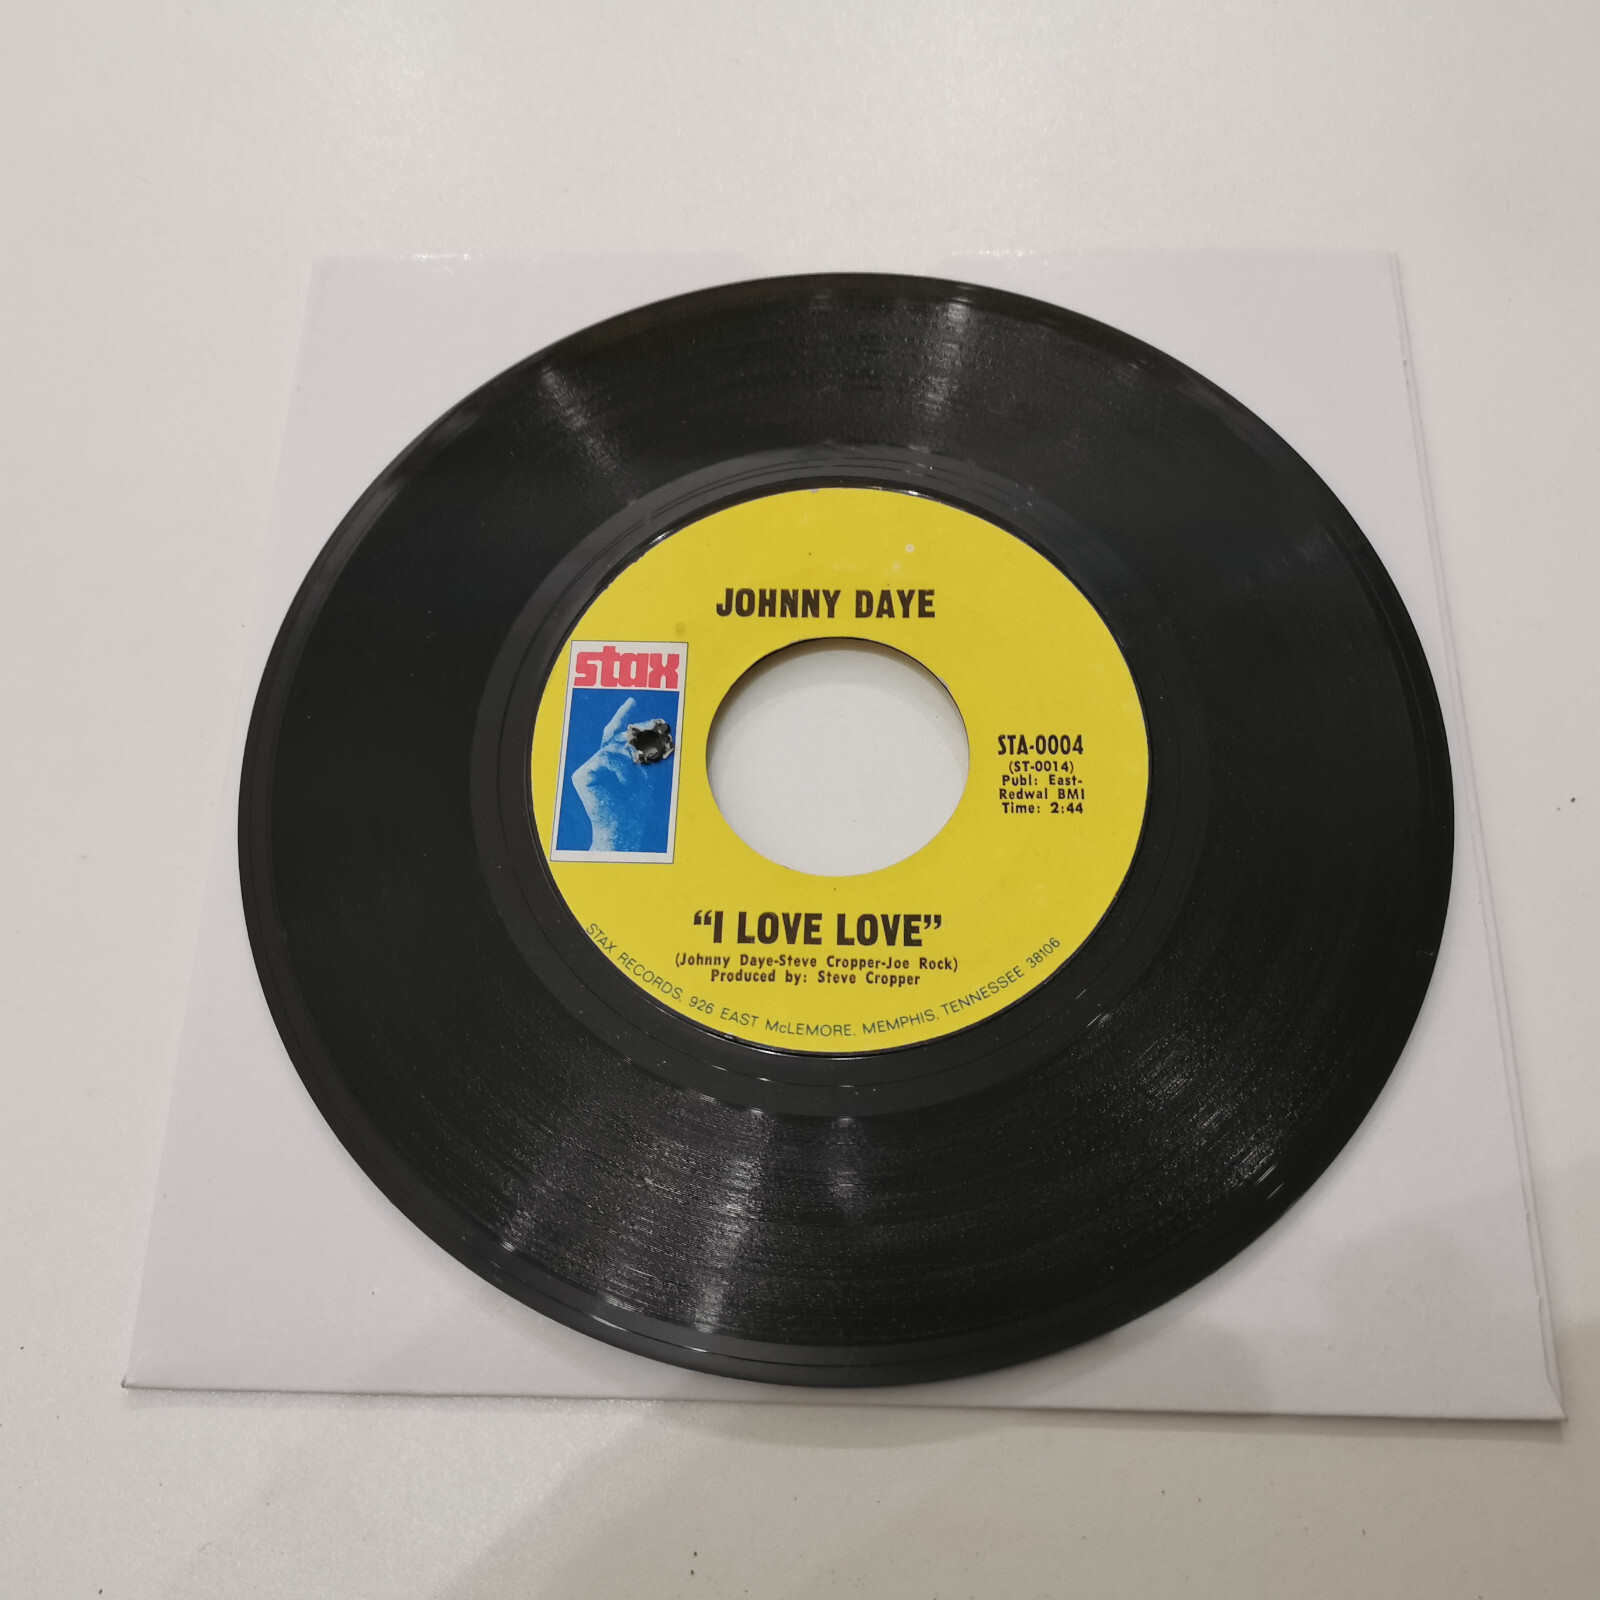 JOHNNY DAYE
stax
STA-0004
(ST-0014)
Publ: East-
Redwal BMI
Time: 2:44
"I LOVE LOVE"
(Johnny Daye-Steve Cropper-Joe Rock)
Produced by: Steve Cropper
STAX RECORDS, 926 EAST McLEMORE, MEMPHIS, TENNESSEE 38106